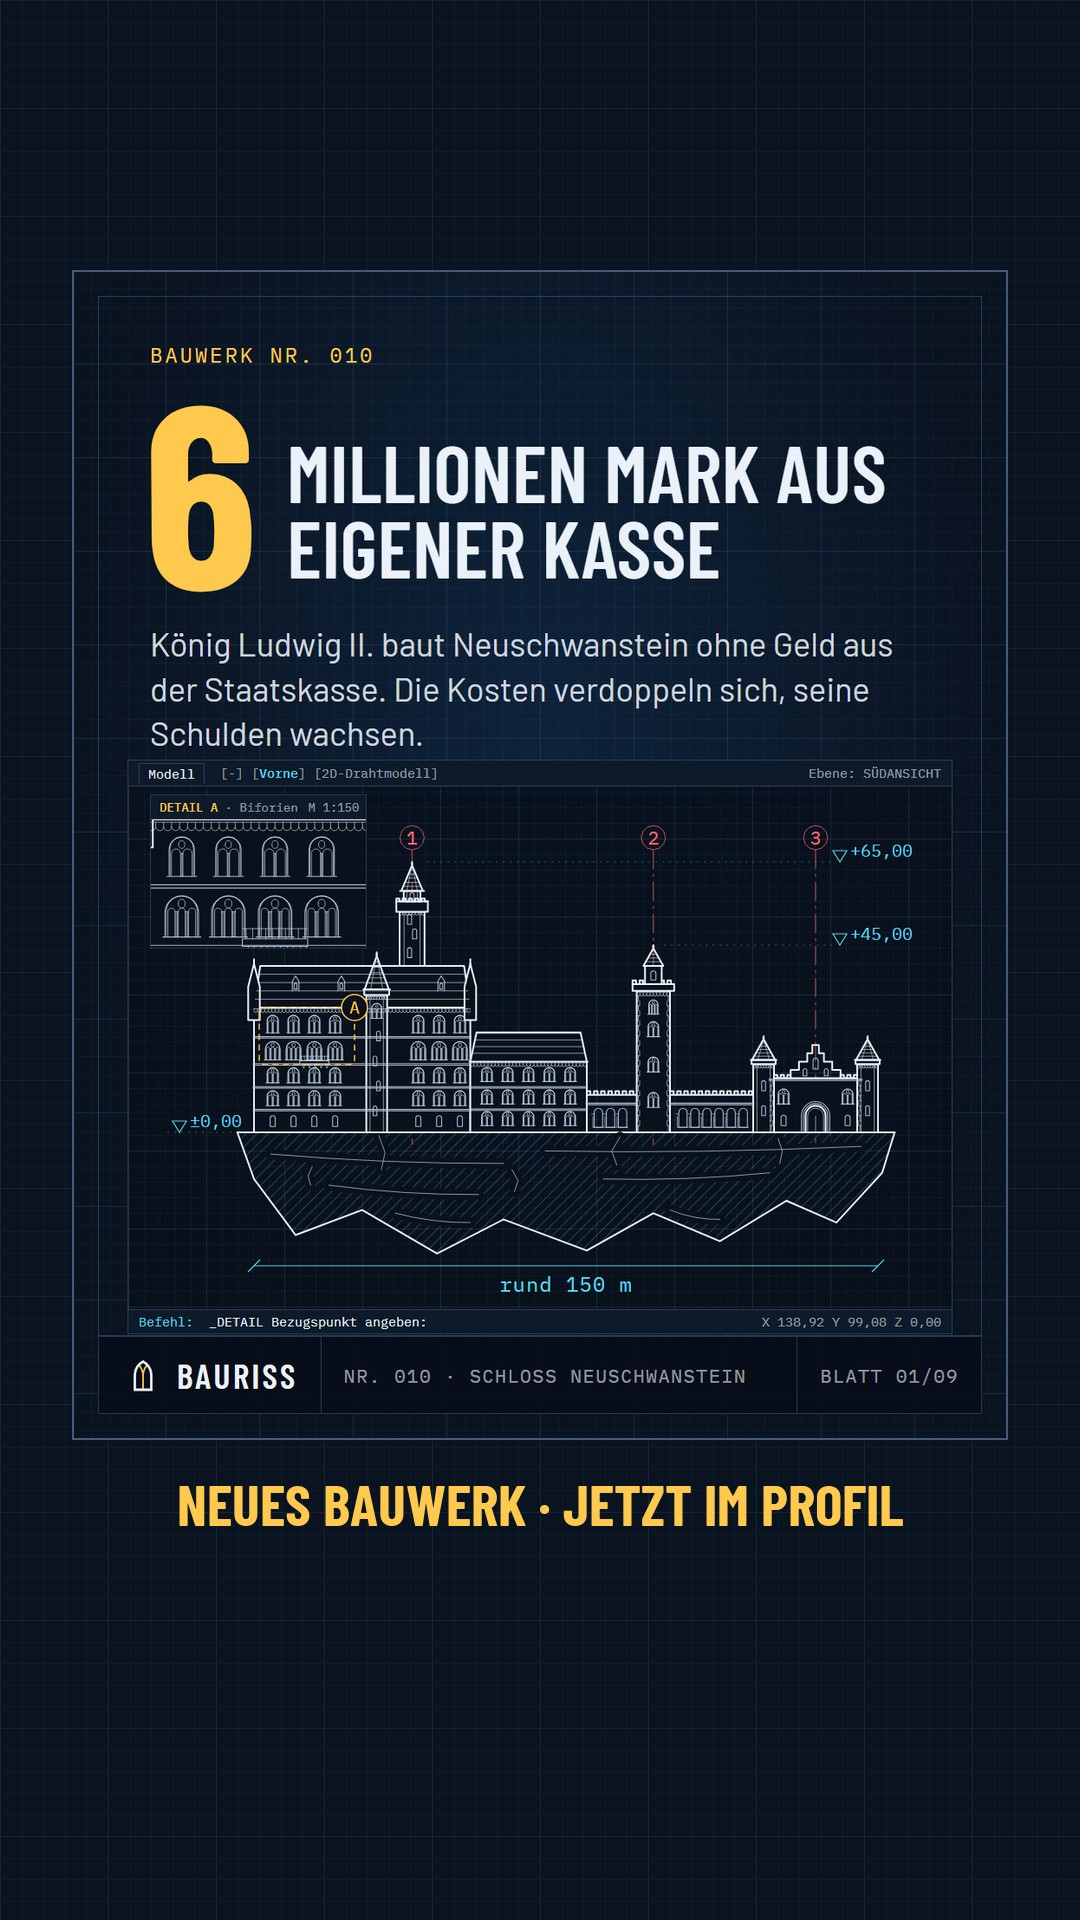 BAUWERK NR. 010
6 MILLIONEN MARK AUS
EIGENER KASSE
König Ludwig II. baut Neuschwanstein ohne Geld aus
der Staatskasse. Die Kosten verdoppeln sich, seine
Schulden wachsen.
Modell [-] [Vorne] [2D-Drahtmodell] Ebene: SÜDANSICHT
DETAIL A · Biforien M 1:150
1 2 3
+65,00
+45,00
A
±0,00
rund 150 m
Befehl: _DETAIL Bezugspunkt angeben: X 138,92 Y 99,08 Z 0,00
BAURISS NR. 010 · SCHLOSS NEUSCHWANSTEIN BLATT 01/09
NEUES BAUWERK · JETZT IM PROFIL